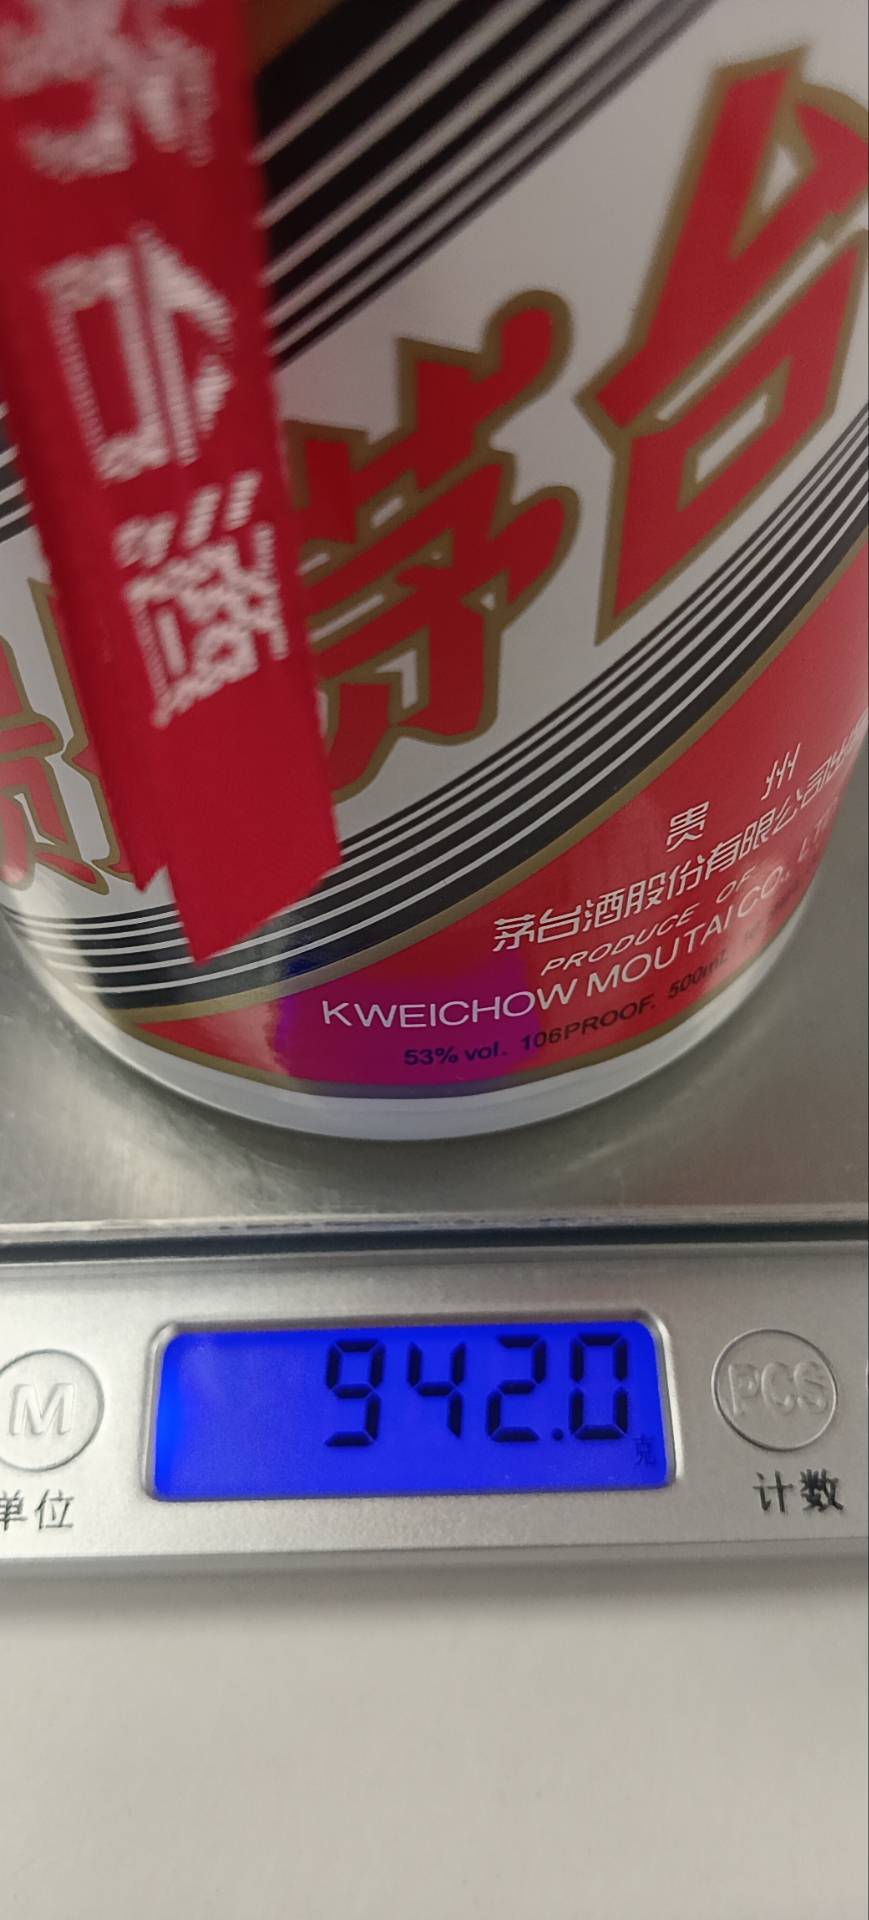 贵
茅台
贵 州
茅台酒股份有限公司出品
PRODUCE OF
KWEICHOW MOUTAI CO., LTD
53% vol. 106PROOF. 500mL
942.0
克
M
PCS
单位
计数